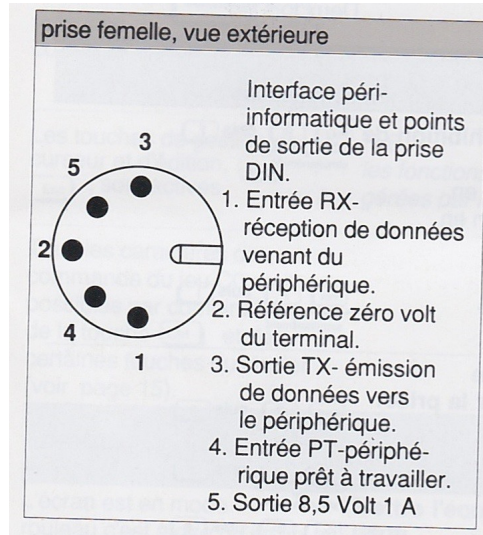 prise femelle, vue extérieure
Interface péri-
informatique et points
de sortie de la prise
DIN.
1. Entrée RX-
réception de données
venant du
périphérique.
2. Référence zéro volt
du terminal.
3. Sortie TX- émission
de données vers
le périphérique.
4. Entrée PT-périphé-
rique prêt à travailler.
5. Sortie 8,5 Volt 1 A
3
5
2
4
1